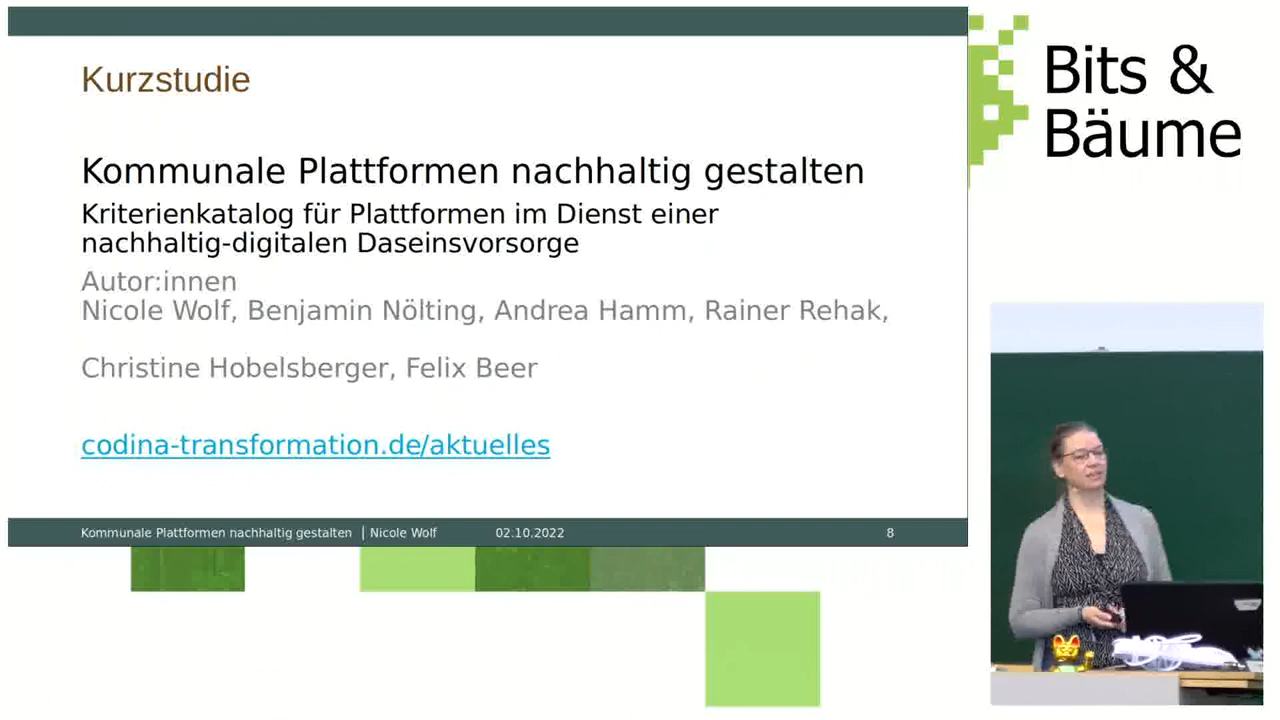 Kurzstudie
Kommunale Plattformen nachhaltig gestalten
Kriterienkatalog für Plattformen im Dienst einer
nachhaltig-digitalen Daseinsvorsorge
Autor:innen
Nicole Wolf, Benjamin Nölting, Andrea Hamm, Rainer Rehak,
Christine Hobelsberger, Felix Beer
codina-transformation.de/aktuelles
Kommunale Plattformen nachhaltig gestalten | Nicole Wolf 02.10.2022 8
Bits &
Bäume